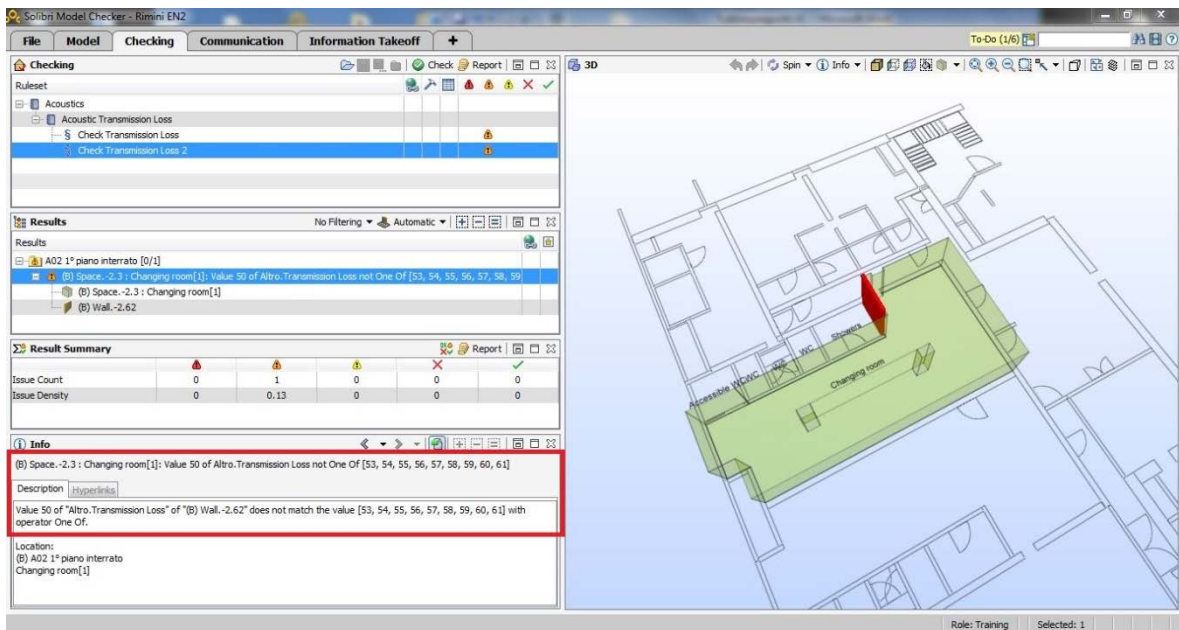 Solibri Model Checker - Rimini EN2
File Model Checking Communication Information Takeoff +
To-Do (1/6)
Checking
Check Report
Ruleset
Acoustics
Acoustic Transmission Loss
§ Check Transmission Loss
§ Check Transmission Loss 2
Results
No Filtering Automatic
Results
A02 1° piano interrato [0/1]
(B) Space.-2.3 : Changing room[1]: Value 50 of Altro.Transmission Loss not One Of [53, 54, 55, 56, 57, 58, 59
(B) Space.-2.3 : Changing room[1]
(B) Wall.-2.62
Result Summary
Report
Issue Count 0 1 0 0 0
Issue Density 0 0.13 0 0 0
Info
(B) Space.-2.3 : Changing room[1]: Value 50 of Altro.Transmission Loss not One Of [53, 54, 55, 56, 57, 58, 59, 60, 61]
Description Hyperlinks
Value 50 of "Altro.Transmission Loss" of "(B) Wall.-2.62" does not match the value [53, 54, 55, 56, 57, 58, 59, 60, 61] with
operator One Of.
Location:
(B) A02 1° piano interrato
Changing room[1]
3D
Spin Info
Showers
WC
Accessible WC WC
Changing room
Role: Training Selected: 1